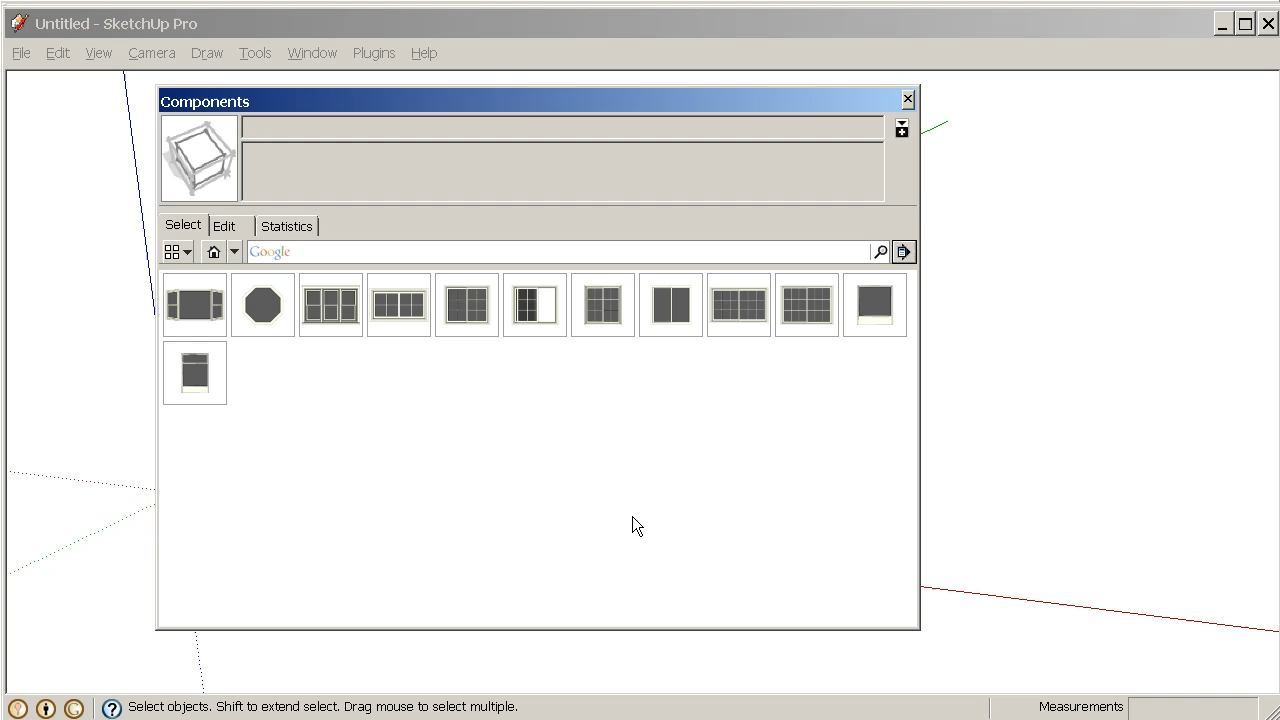 Untitled - SketchUp Pro
File Edit View Camera Draw Tools Window Plugins Help
Components
Select Edit Statistics
Google
Select objects. Shift to extend select. Drag mouse to select multiple.
Measurements